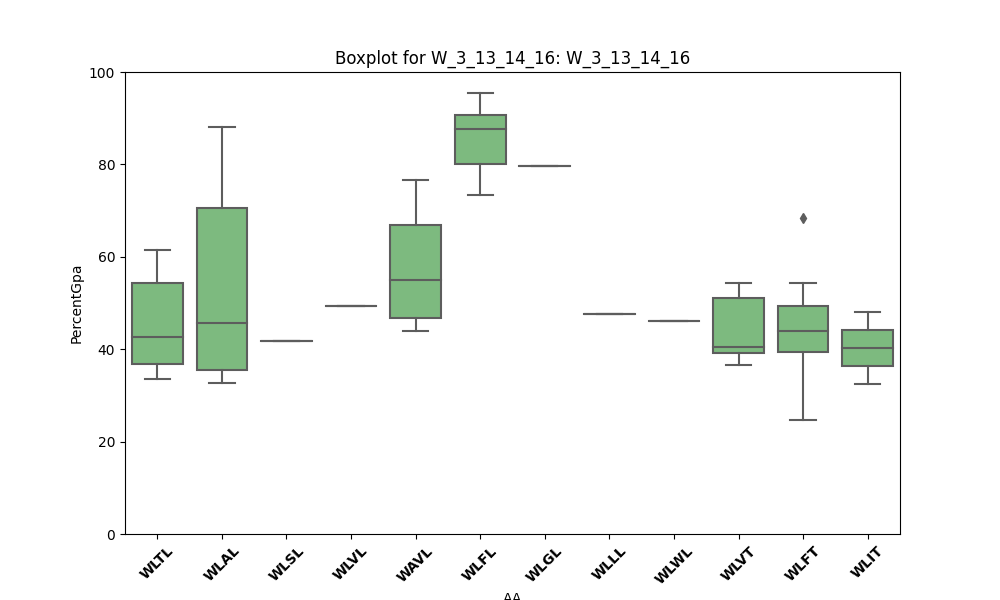 Boxplot for W_3_13_14_16: W_3_13_14_16
100
80
60
40
20
0
PercentGpa
WLTL
WLAL
WLSL
WLVL
WAVL
WLFL
WLGL
WLLL
WLWL
WLVT
WLFT
WLIT
AA